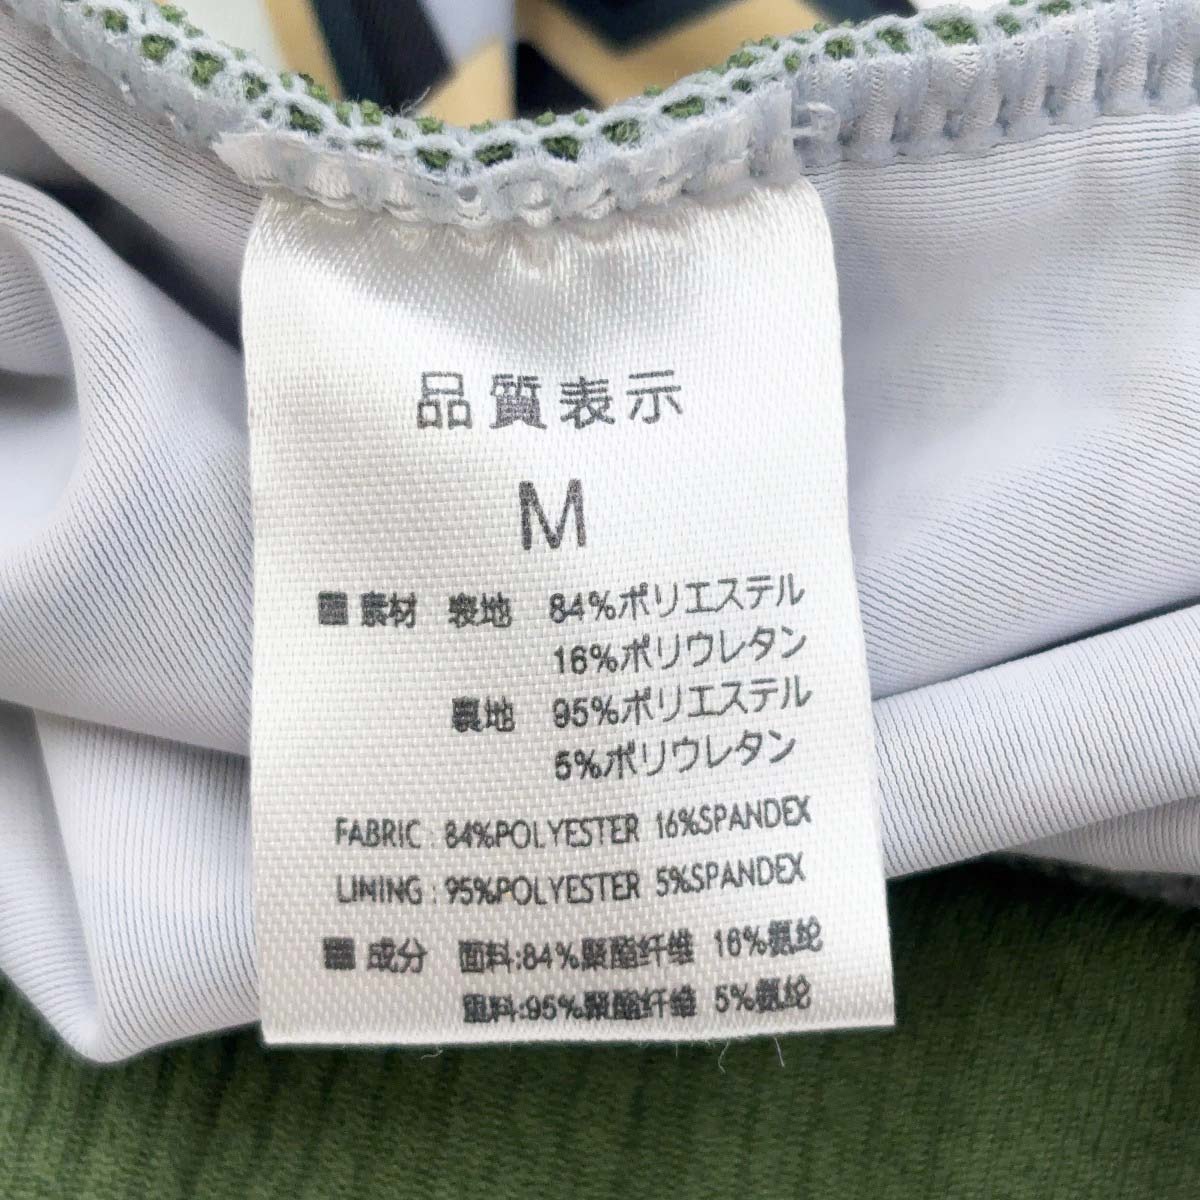 品質表示
M
■素材 表地 84%ポリエステル
16%ポリウレタン
裏地 95%ポリエステル
5%ポリウレタン
FABRIC : 84%POLYESTER 16%SPANDEX
LINING : 95%POLYESTER 5%SPANDEX
■成分 面料:84%聚酯纤维 16%氨纶
里料:95%聚酯纤维 5%氨纶